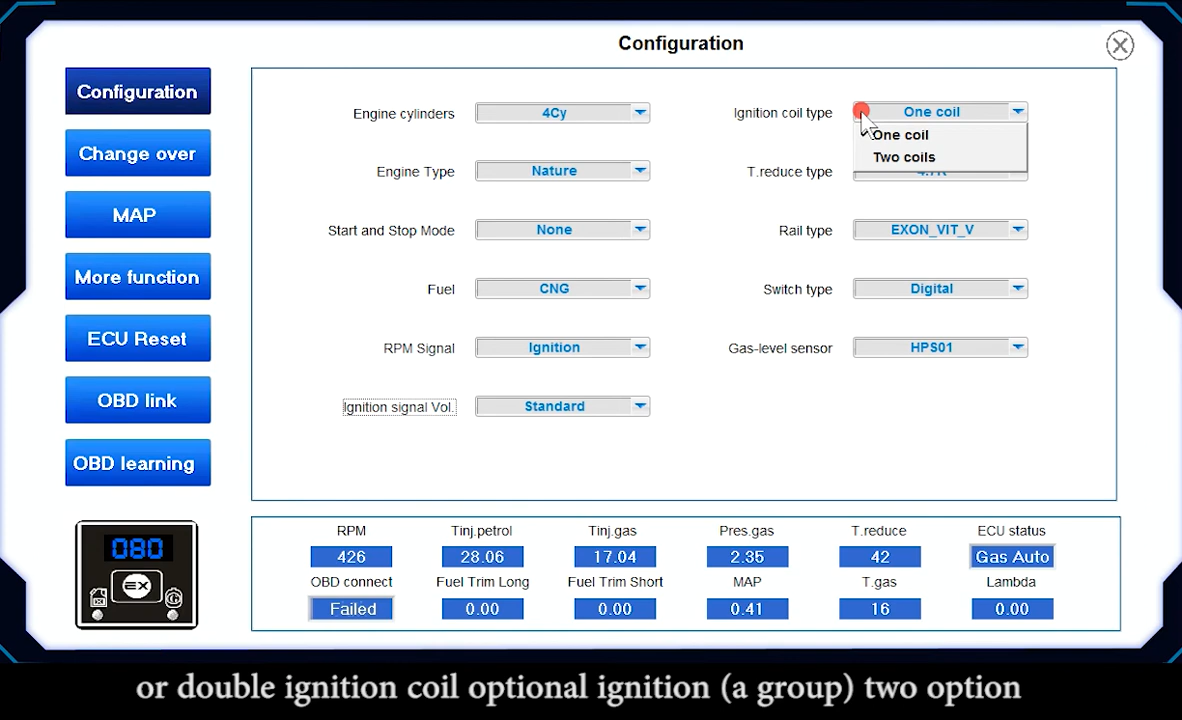 Configuration
Configuration
Change over
MAP
More function
ECU Reset
OBD link
OBD learning
Engine cylinders 4Cy
Engine Type Nature
Start and Stop Mode None
Fuel CNG
RPM Signal Ignition
Ignition signal Vol. Standard
Ignition coil type One coil
One coil
Two coils
T.reduce type
Rail type EXON_VIT_V
Switch type Digital
Gas-level sensor HPS01
080
EX
RPM Tinj.petrol Tinj.gas Pres.gas T.reduce ECU status
426 28.06 17.04 2.35 42 Gas Auto
OBD connect Fuel Trim Long Fuel Trim Short MAP T.gas Lambda
Failed 0.00 0.00 0.41 16 0.00
or double ignition coil optional ignition (a group) two option